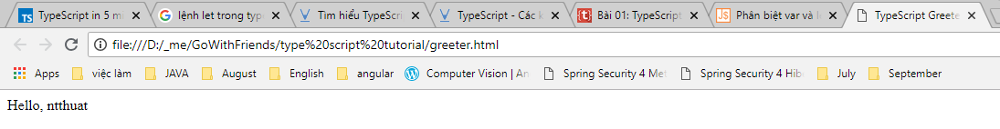 TypeScript in 5 m
lệnh let trong typ
Tìm hiểu TypeScri
TypeScript - Các k
Bài 01: TypeScript
Phân biệt var và l
TypeScript Greete
file:///D:/_me/GoWithFriends/type%20script%20tutorial/greeter.html
Apps việc làm JAVA August English angular Computer Vision | An Spring Security 4 Met Spring Security 4 Hib July September
Hello, ntthuat